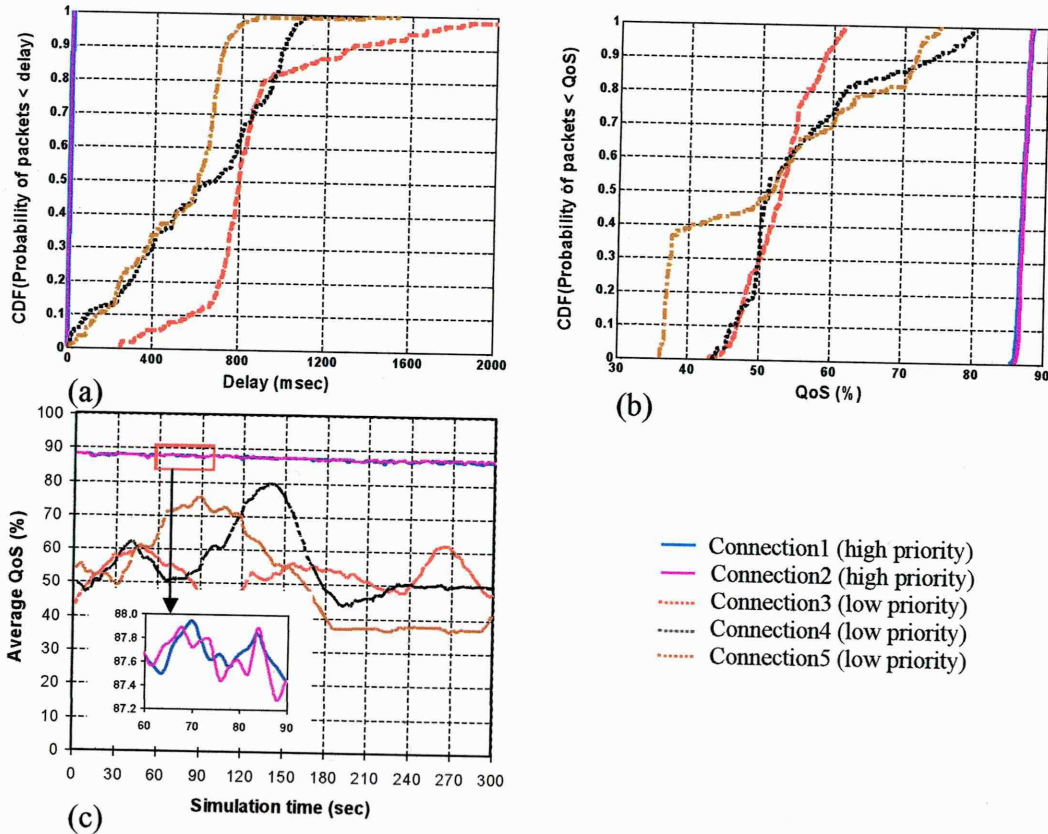 CDF(Probability of packets < delay)
1
0.9
0.8
0.7
0.6
0.5
0.4
0.3
0.2
0.1
0
0 400 800 1200 1600 2000
Delay (msec)
(a)
CDF(Probability of packets < QoS)
1
0.9
0.8
0.7
0.6
0.5
0.4
0.3
0.2
0.1
0
30 40 50 60 70 80 90
QoS (%)
(b)
Average QoS (%)
100
90
80
70
60
50
40
30
20
10
0
88.0
87.8
87.6
87.4
87.2
60 70 80 90
0 30 60 90 120 150 180 210 240 270 300
Simulation time (sec)
(c)
Connection1 (high priority)
Connection2 (high priority)
Connection3 (low priority)
Connection4 (low priority)
Connection5 (low priority)